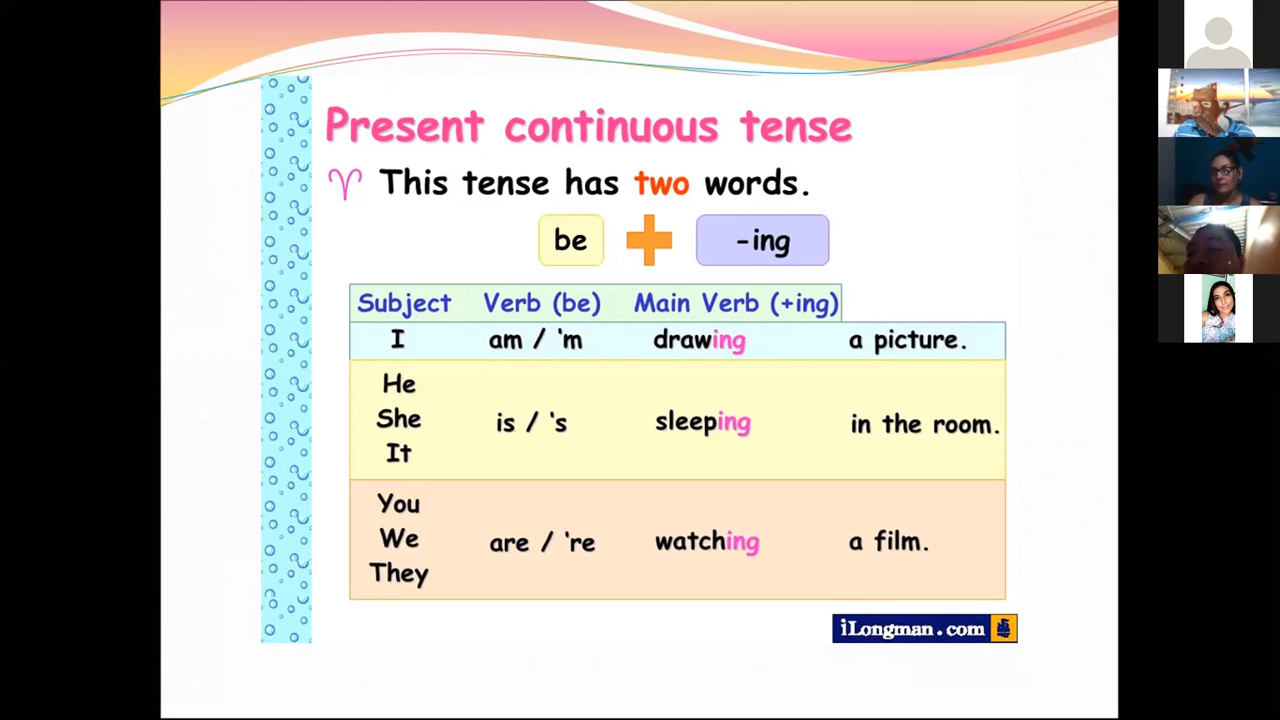 Present continuous tense
♈ This tense has two words.
be + -ing
Subject Verb (be) Main Verb (+ing)
I am / 'm drawing a picture.
He
She is / 's sleeping in the room.
It
You
We are / 're watching a film.
They
iLongman.com